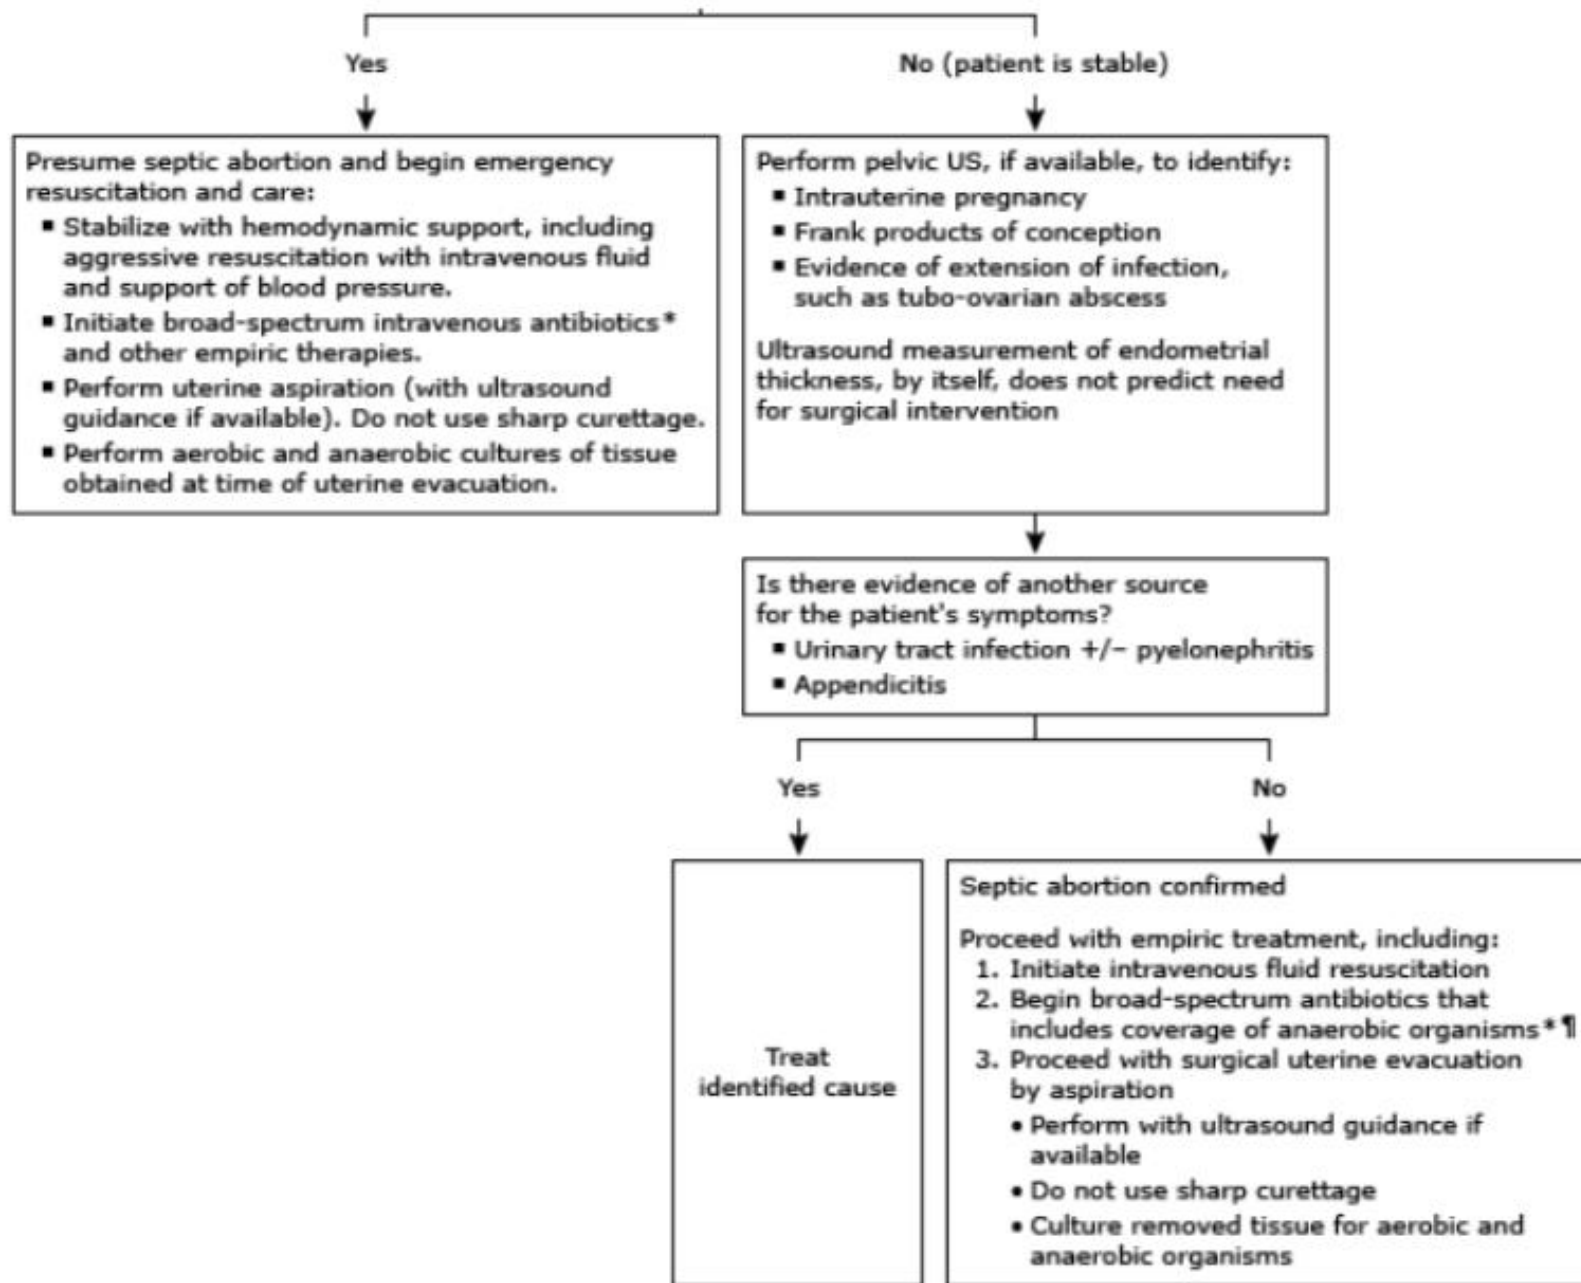 Yes
No (patient is stable)
Presume septic abortion and begin emergency
resuscitation and care:
▪ Stabilize with hemodynamic support, including
aggressive resuscitation with intravenous fluid
and support of blood pressure.
▪ Initiate broad-spectrum intravenous antibiotics*
and other empiric therapies.
▪ Perform uterine aspiration (with ultrasound
guidance if available). Do not use sharp curettage.
▪ Perform aerobic and anaerobic cultures of tissue
obtained at time of uterine evacuation.
Perform pelvic US, if available, to identify:
▪ Intrauterine pregnancy
▪ Frank products of conception
▪ Evidence of extension of infection,
such as tubo-ovarian abscess
Ultrasound measurement of endometrial
thickness, by itself, does not predict need
for surgical intervention
Is there evidence of another source
for the patient's symptoms?
▪ Urinary tract infection +/− pyelonephritis
▪ Appendicitis
Yes
No
Treat
identified cause
Septic abortion confirmed
Proceed with empiric treatment, including:
1. Initiate intravenous fluid resuscitation
2. Begin broad-spectrum antibiotics that
includes coverage of anaerobic organisms*¶
3. Proceed with surgical uterine evacuation
by aspiration
• Perform with ultrasound guidance if
available
• Do not use sharp curettage
• Culture removed tissue for aerobic and
anaerobic organisms